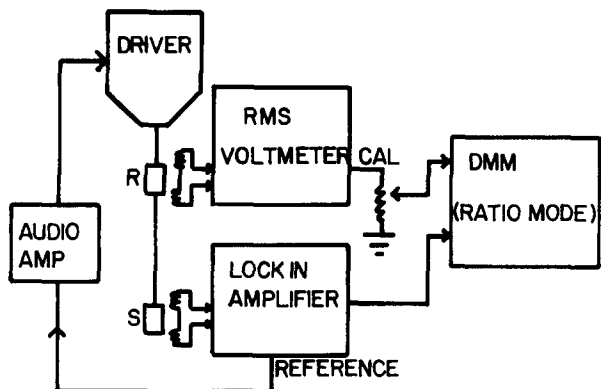 DRIVER
RMS
VOLTMETER
CAL
R
DMM
(RATIO MODE)
AUDIO
AMP
LOCK IN
AMPLIFIER
S
REFERENCE